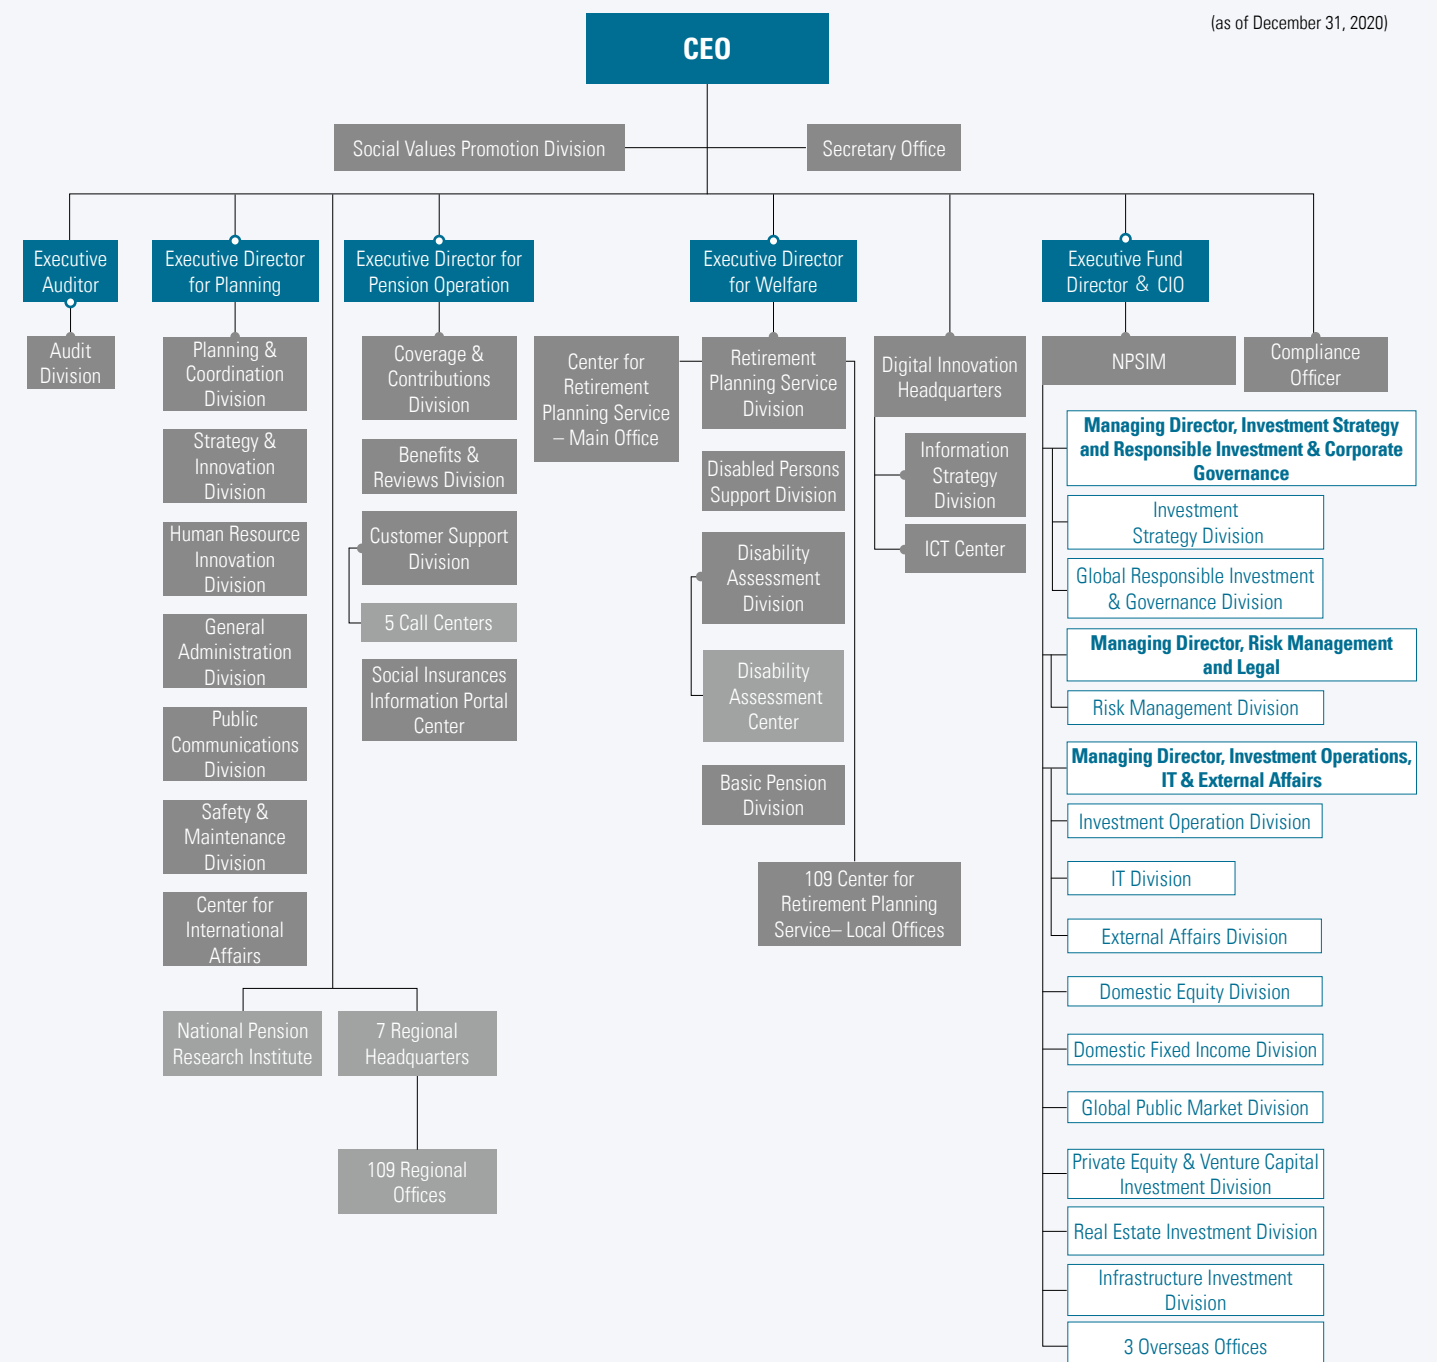 (as of December 31, 2020)
CEO
Social Values Promotion Division
Secretary Office
Executive
Auditor
Audit
Division
Executive Director
for Planning
Planning &
Coordination
Division
Strategy &
Innovation
Division
Human Resource
Innovation
Division
General
Administration
Division
Public
Communications
Division
Safety &
Maintenance
Division
Center for
International
Affairs
National Pension
Research Institute
7 Regional
Headquarters
109 Regional
Offices
Executive Director for
Pension Operation
Coverage &
Contributions
Division
Benefits &
Reviews Division
Customer Support
Division
5 Call Centers
Social Insurances
Information Portal
Center
Executive Director
for Welfare
Center for
Retirement
Planning Service
– Main Office
Retirement
Planning Service
Division
Disabled Persons
Support Division
Disability
Assessment
Division
Disability
Assessment
Center
Basic Pension
Division
109 Center for
Retirement Planning
Service– Local Offices
Digital Innovation
Headquarters
Information
Strategy
Division
ICT Center
Executive Fund
Director & CIO
NPSIM
Managing Director, Investment Strategy
and Responsible Investment & Corporate
Governance
Investment
Strategy Division
Global Responsible Investment
& Governance Division
Managing Director, Risk Management
and Legal
Risk Management Division
Managing Director, Investment Operations,
IT & External Affairs
Investment Operation Division
IT Division
External Affairs Division
Domestic Equity Division
Domestic Fixed Income Division
Global Public Market Division
Private Equity & Venture Capital
Investment Division
Real Estate Investment Division
Infrastructure Investment
Division
3 Overseas Offices
Compliance
Officer